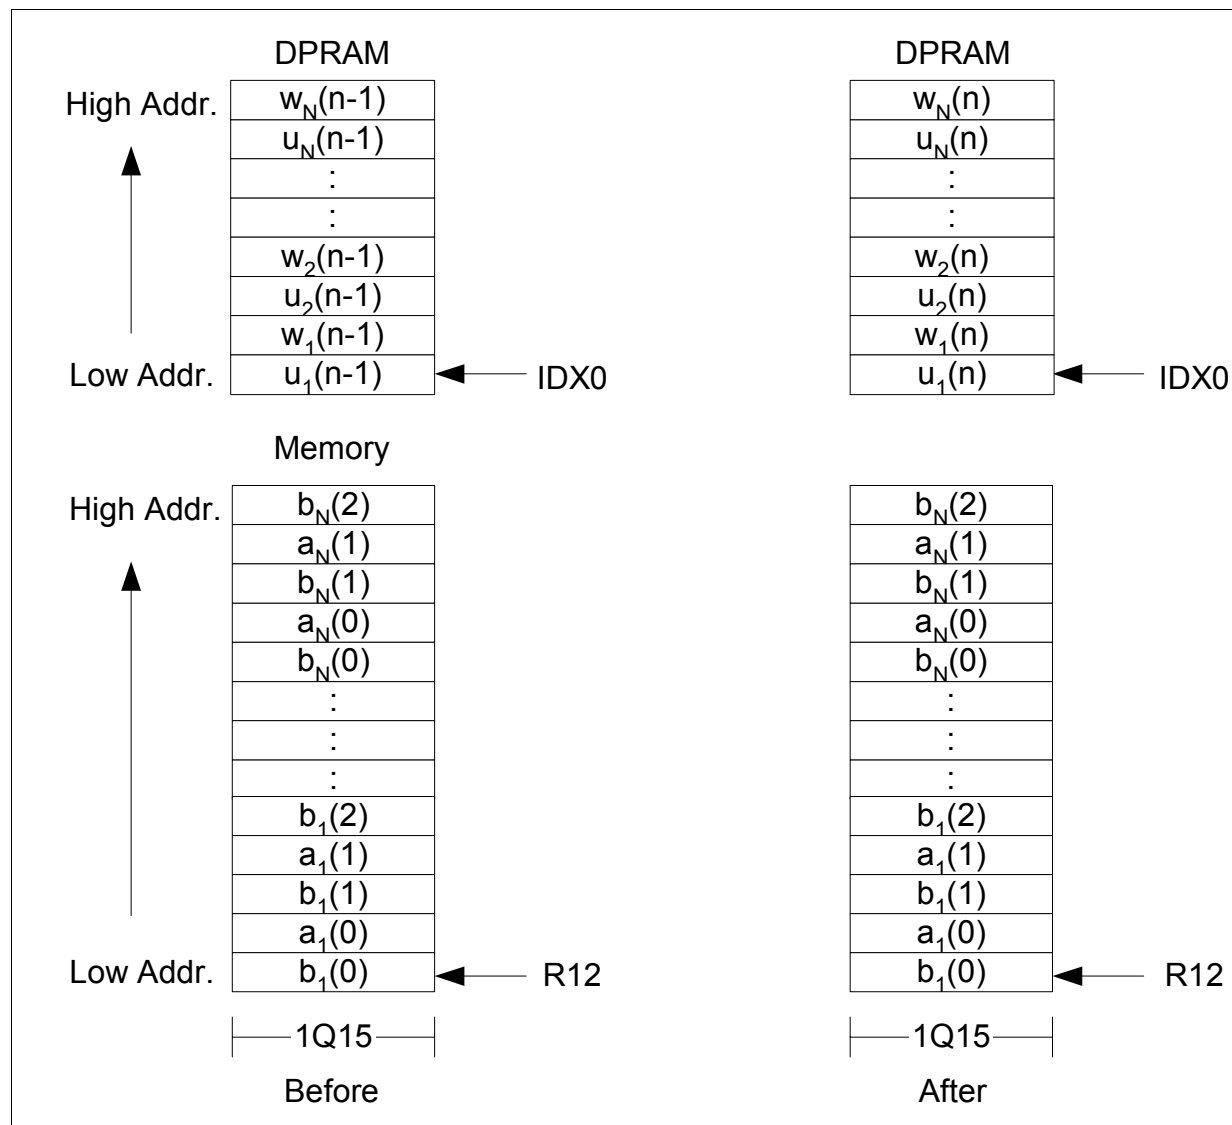 DPRAM DPRAM
High Addr. w_N(n-1) w_N(n)
u_N(n-1) u_N(n)
: :
: :
w_2(n-1) w_2(n)
u_2(n-1) u_2(n)
w_1(n-1) w_1(n)
Low Addr. u_1(n-1) IDX0 u_1(n) IDX0
Memory
High Addr. b_N(2) b_N(2)
a_N(1) a_N(1)
b_N(1) b_N(1)
a_N(0) a_N(0)
b_N(0) b_N(0)
: :
: :
: :
b_1(2) b_1(2)
a_1(1) a_1(1)
b_1(1) b_1(1)
a_1(0) a_1(0)
Low Addr. b_1(0) R12 b_1(0) R12
1Q15 1Q15
Before After